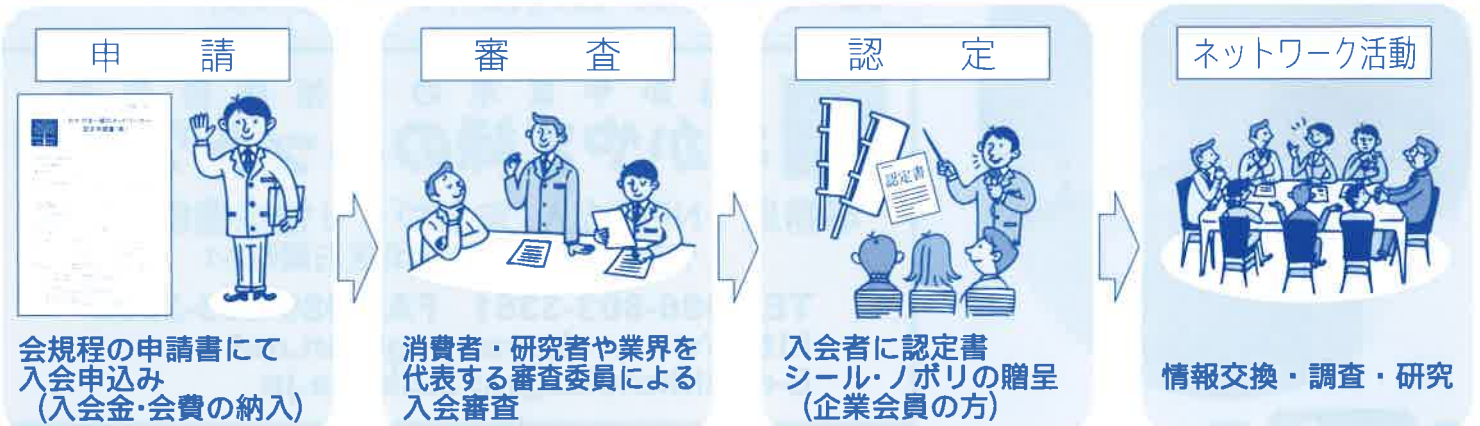 申請
会規程の申請書にて
入会申込み
(入会金・会費の納入)
審査
消費者・研究者や業界を
代表する審査委員による
入会審査
認定
認定書
入会者に認定書
シール・ノボリの贈呈
(企業会員の方)
ネットワーク活動
情報交換・調査・研究